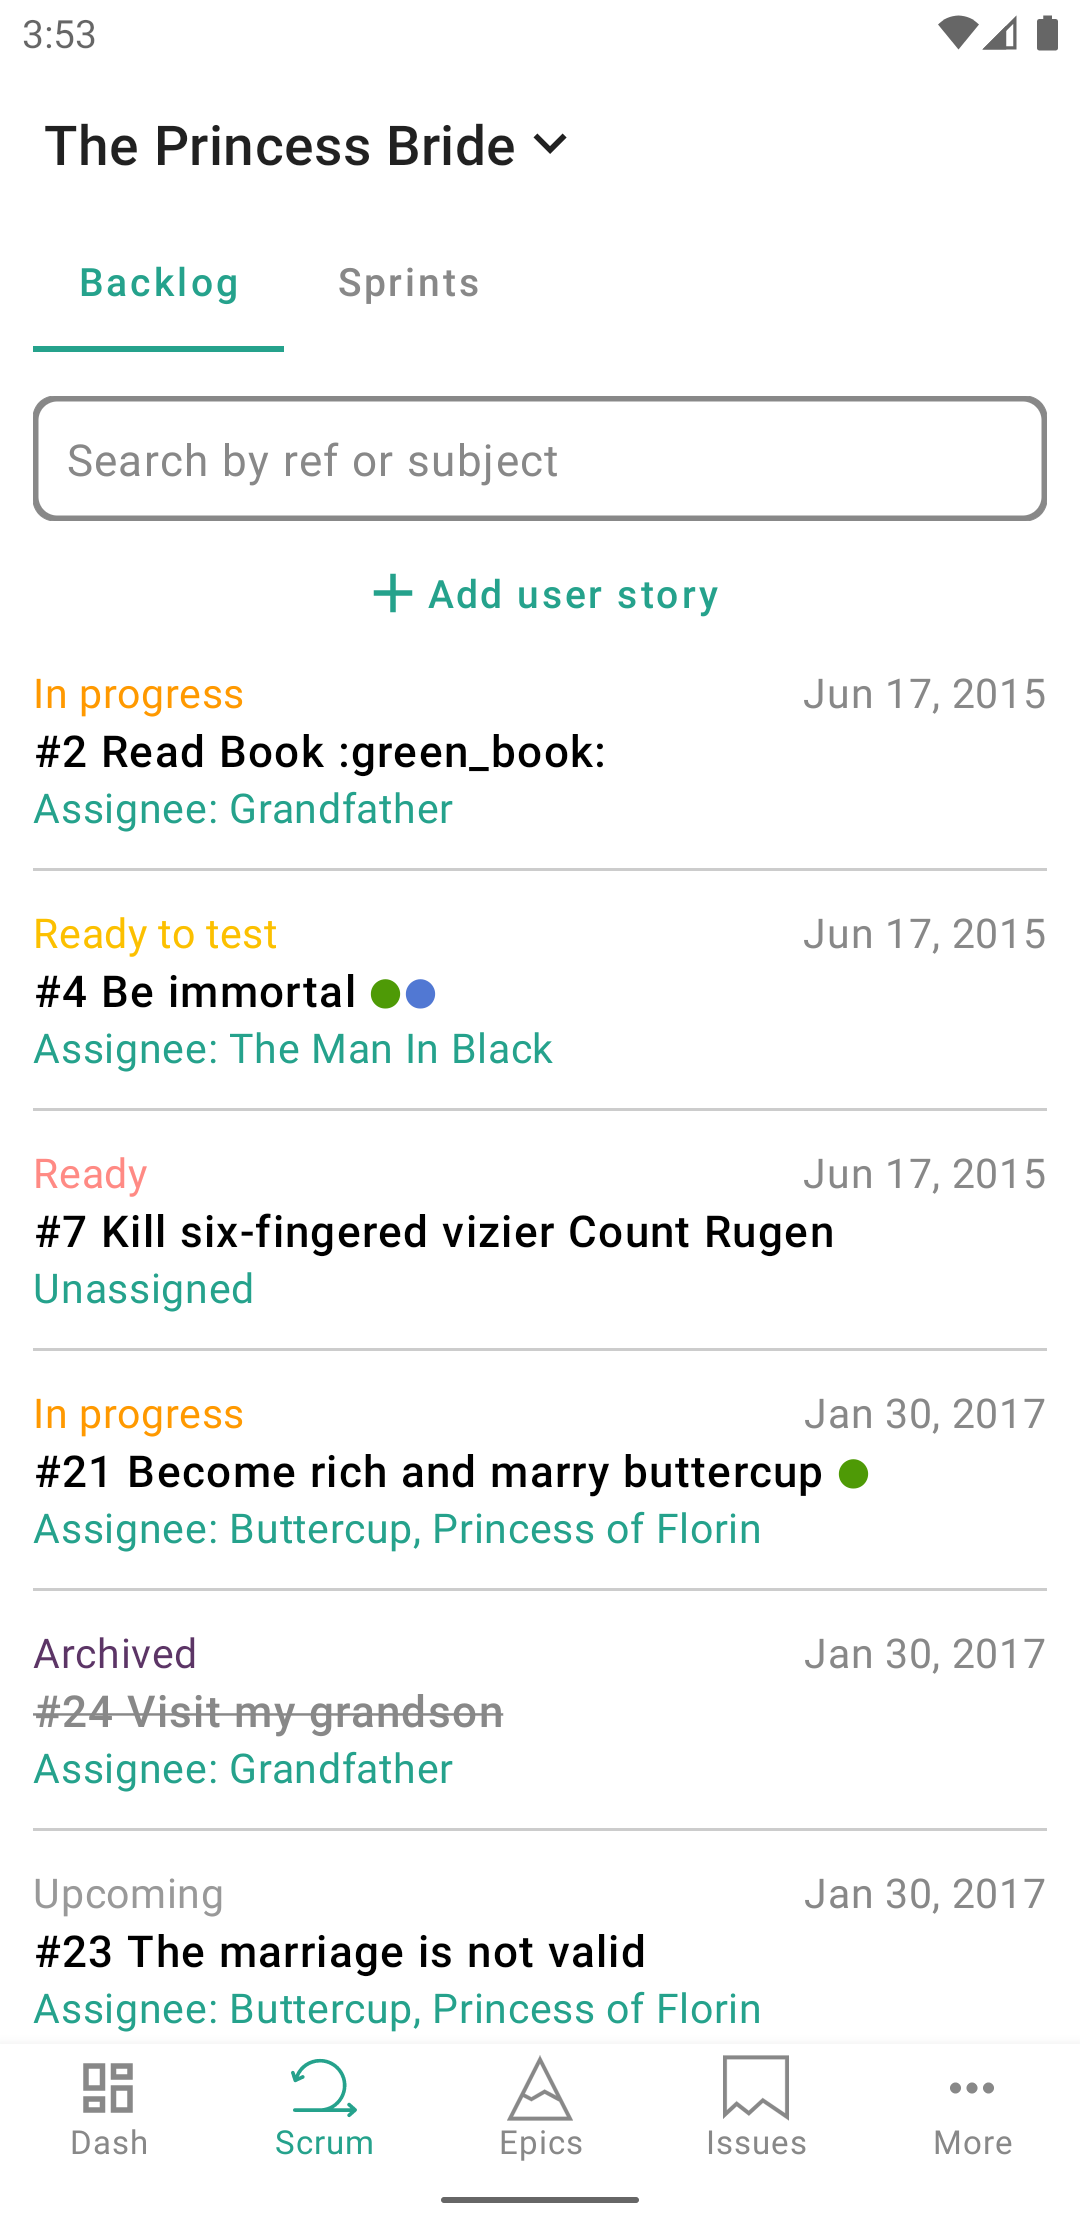 3:53
The Princess Bride
Backlog Sprints
Search by ref or subject
Add user story
In progress Jun 17, 2015
#2 Read Book :green_book:
Assignee: Grandfather
Ready to test Jun 17, 2015
#4 Be immortal
Assignee: The Man In Black
Ready Jun 17, 2015
#7 Kill six-fingered vizier Count Rugen
Unassigned
In progress Jan 30, 2017
#21 Become rich and marry buttercup
Assignee: Buttercup, Princess of Florin
Archived Jan 30, 2017
#24 Visit my grandson
Assignee: Grandfather
Upcoming Jan 30, 2017
#23 The marriage is not valid
Assignee: Buttercup, Princess of Florin
Dash Scrum Epics Issues More